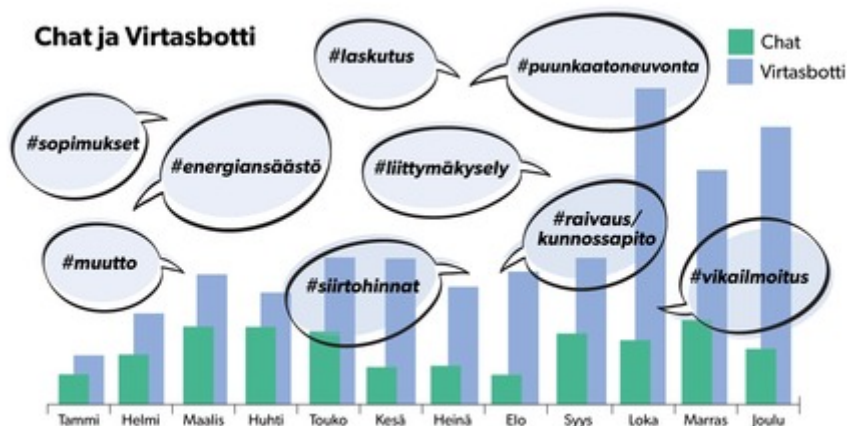 Chat ja Virtasbotti
Chat
Virtasbotti
#laskutus
#puunkaatoneuvonta
#sopimukset
#energiansäästö
#liittymäkysely
#raivaus/
kunnossapito
#muutto
#siirtohinnat
#vikailmoitus
Tammi Helmi Maalis Huhti Touko Kesä Heinä Elo Syys Loka Marras Joulu